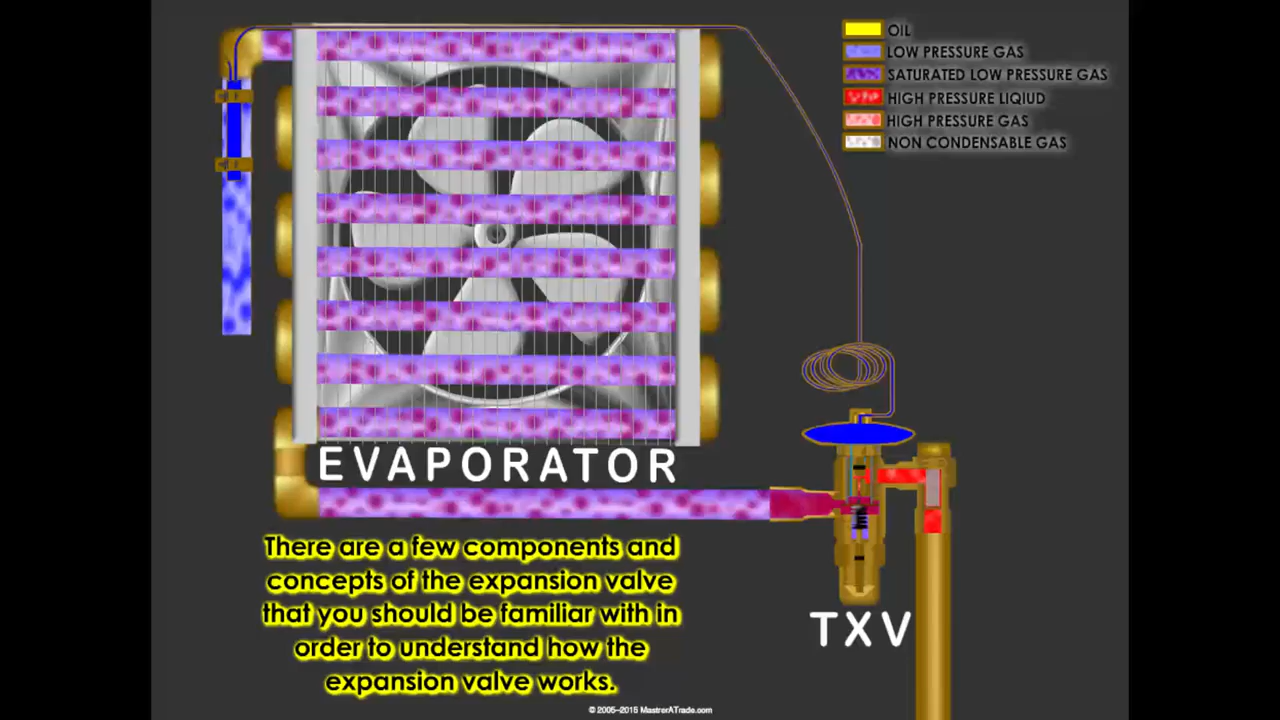 OIL
LOW PRESSURE GAS
SATURATED LOW PRESSURE GAS
HIGH PRESSURE LIQIUD
HIGH PRESSURE GAS
NON CONDENSABLE GAS
EVAPORATOR
There are a few components and
concepts of the expansion valve
that you should be familiar with in
order to understand how the
expansion valve works.
TXV
© 2005-2015 MastrerATrade.com